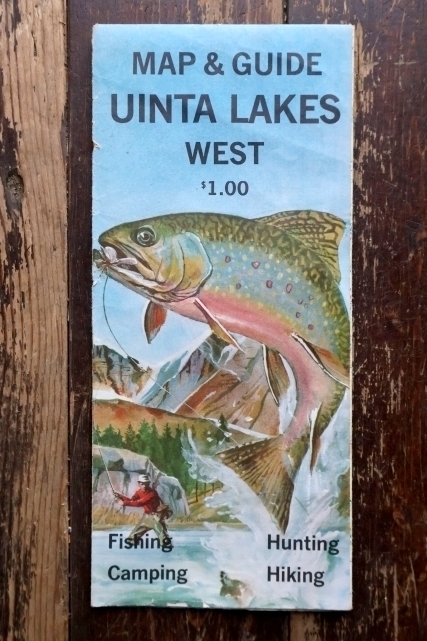 MAP & GUIDE
UINTA LAKES
WEST
$1.00
Fishing Hunting
Camping Hiking